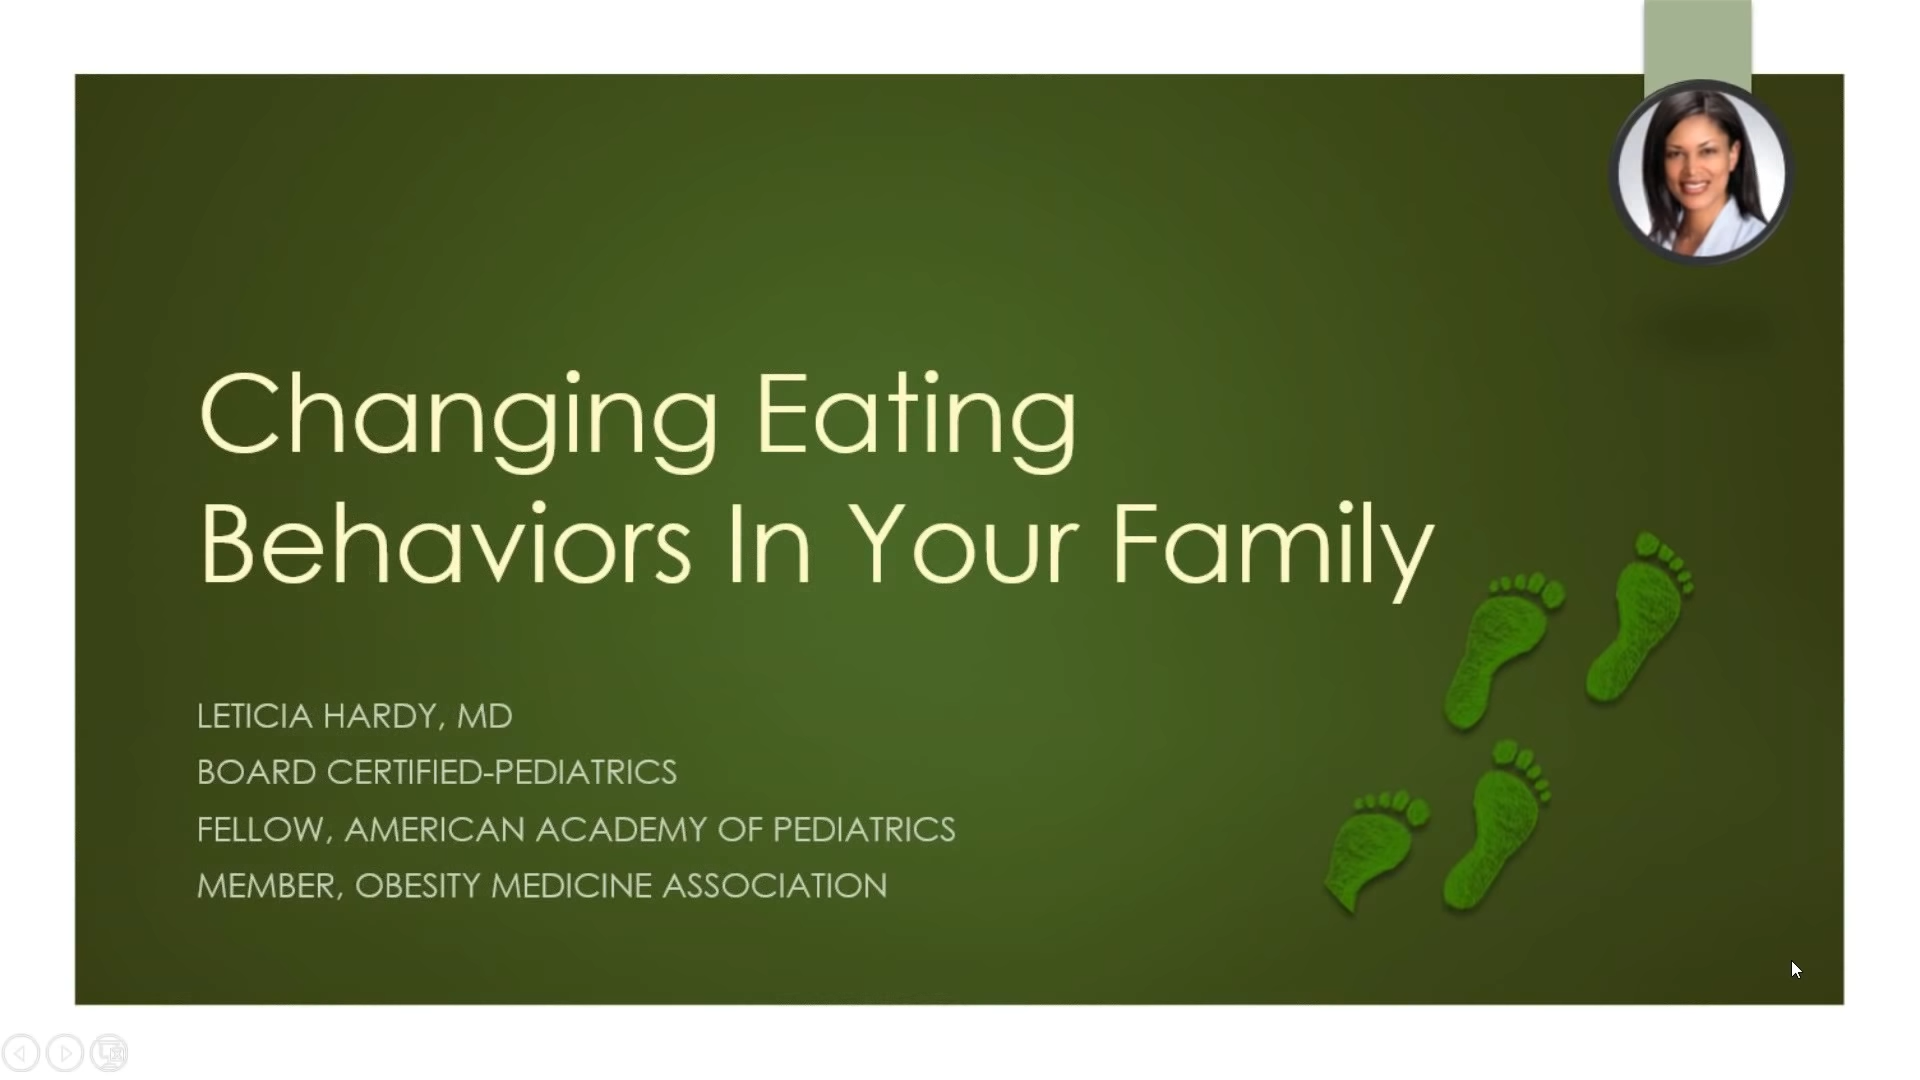 Changing Eating
Behaviors In Your Family
LETICIA HARDY, MD
BOARD CERTIFIED-PEDIATRICS
FELLOW, AMERICAN ACADEMY OF PEDIATRICS
MEMBER, OBESITY MEDICINE ASSOCIATION